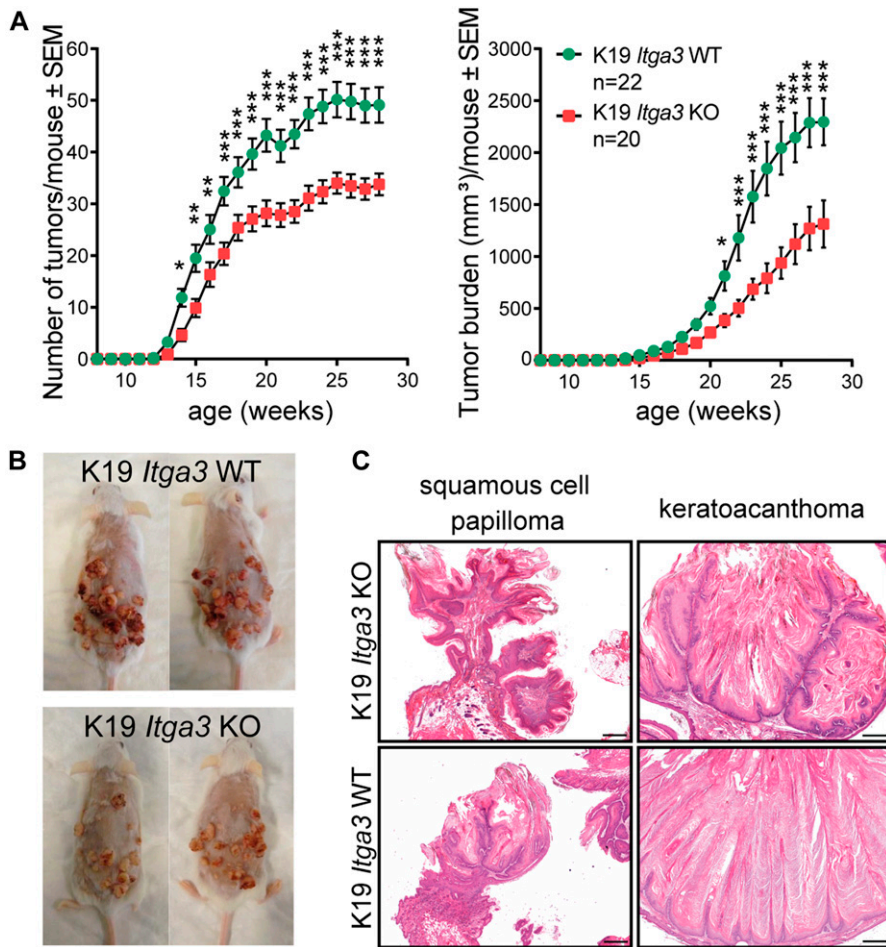 A
Number of tumors/mouse ± SEM
60
50
40
30
20
10
0
10
15
20
25
30
age (weeks)
*
**
**
***
***
***
***
***
***
***
***
***
***
***
***
Tumor burden (mm³)/mouse ± SEM
3000
2500
2000
1500
1000
500
0
10
15
20
25
30
age (weeks)
*
***
***
***
***
***
***
***
K19 Itga3 WT
n=22
K19 Itga3 KO
n=20
B
K19 Itga3 WT
K19 Itga3 KO
C
squamous cell
papilloma
keratoacanthoma
K19 Itga3 KO
K19 Itga3 WT